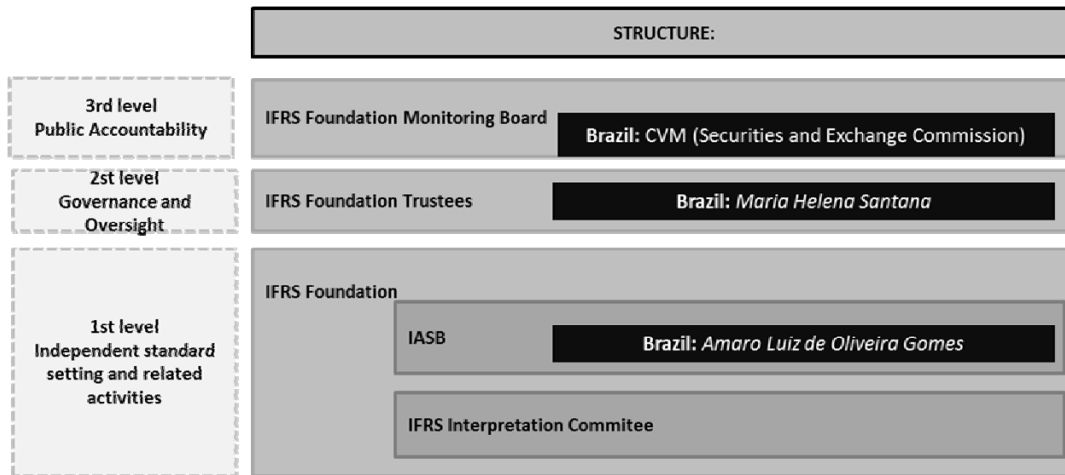 STRUCTURE:
3rd level
Public Accountability
IFRS Foundation Monitoring Board
Brazil: CVM (Securities and Exchange Commission)
2st level
Governance and
Oversight
IFRS Foundation Trustees
Brazil: Maria Helena Santana
1st level
Independent standard
setting and related
activities
IFRS Foundation
IASB
Brazil: Amaro Luiz de Oliveira Gomes
IFRS Interpretation Commitee